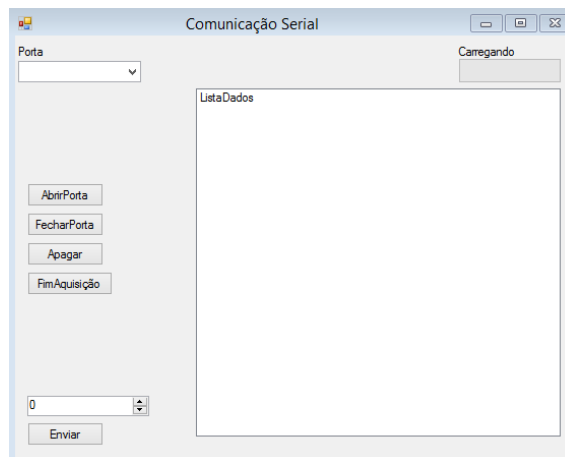 Comunicação Serial
Porta
Carregando
ListaDados
AbrirPorta
FecharPorta
Apagar
FimAquisição
0
Enviar